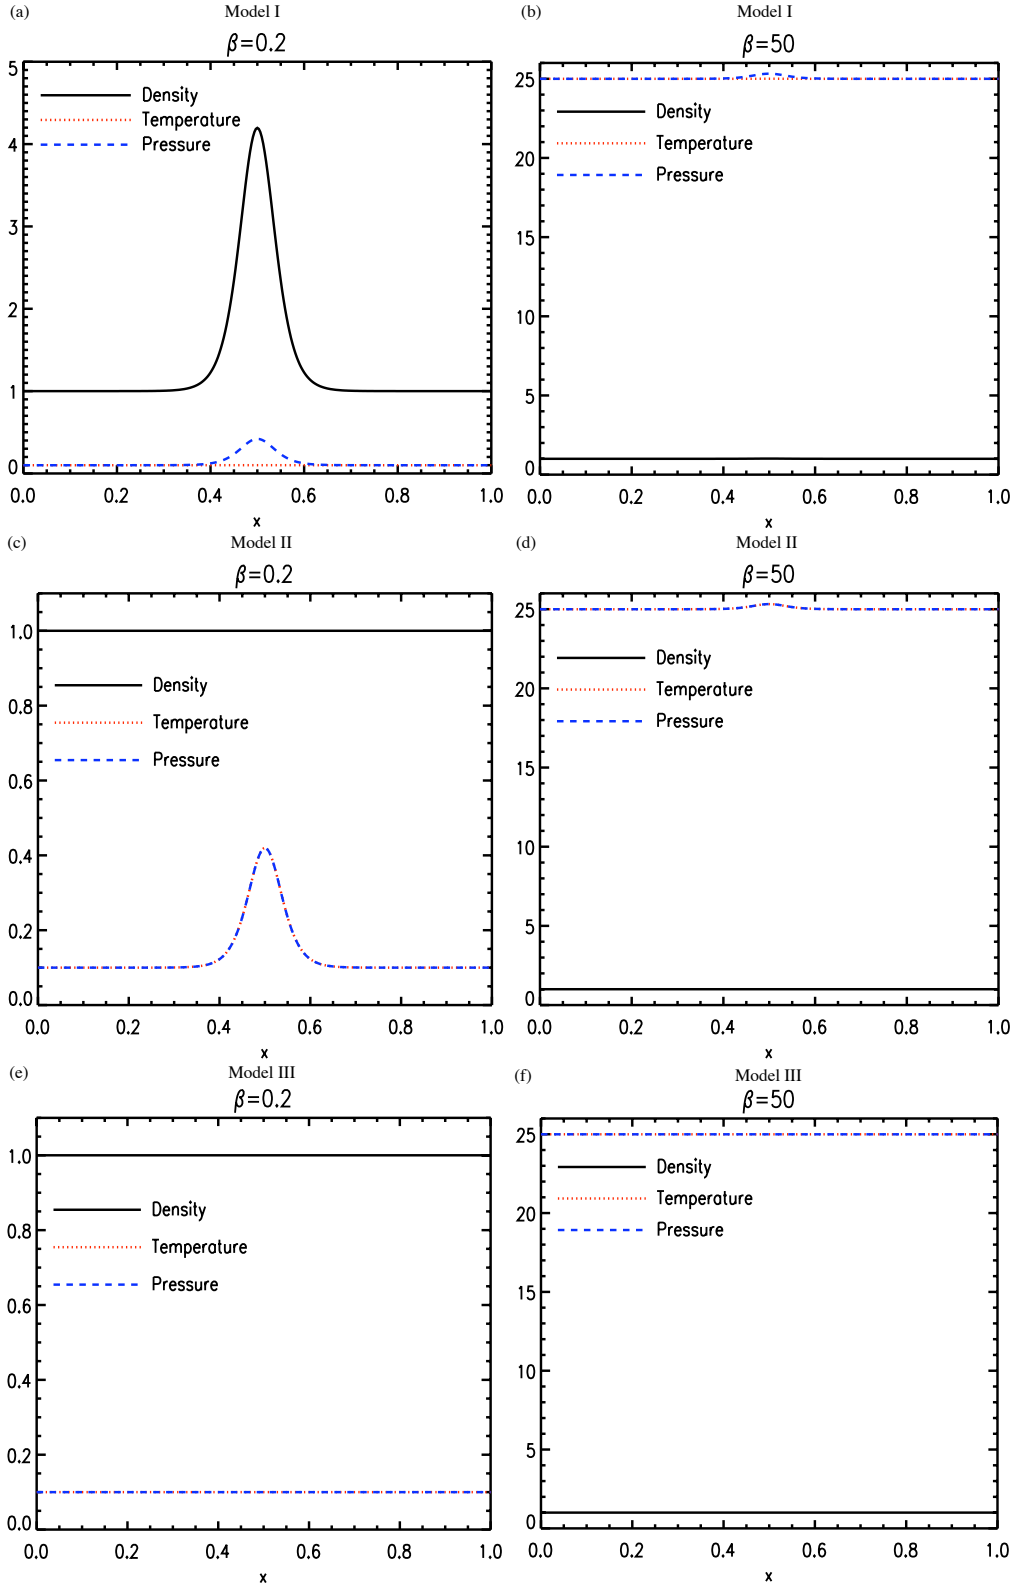 (a) Model I
β=0.2
5
4
3
2
1
0
Density
Temperature
Pressure
0.0 0.2 0.4 0.6 0.8 1.0
x
(b) Model I
β=50
25
20
15
10
5
0
Density
Temperature
Pressure
0.0 0.2 0.4 0.6 0.8 1.0
x
(c) Model II
β=0.2
1.0
0.8
0.6
0.4
0.2
0.0
Density
Temperature
Pressure
0.0 0.2 0.4 0.6 0.8 1.0
x
(d) Model II
β=50
25
20
15
10
5
0
Density
Temperature
Pressure
0.0 0.2 0.4 0.6 0.8 1.0
x
(e) Model III
β=0.2
1.0
0.8
0.6
0.4
0.2
0.0
Density
Temperature
Pressure
0.0 0.2 0.4 0.6 0.8 1.0
x
(f) Model III
β=50
25
20
15
10
5
0
Density
Temperature
Pressure
0.0 0.2 0.4 0.6 0.8 1.0
x